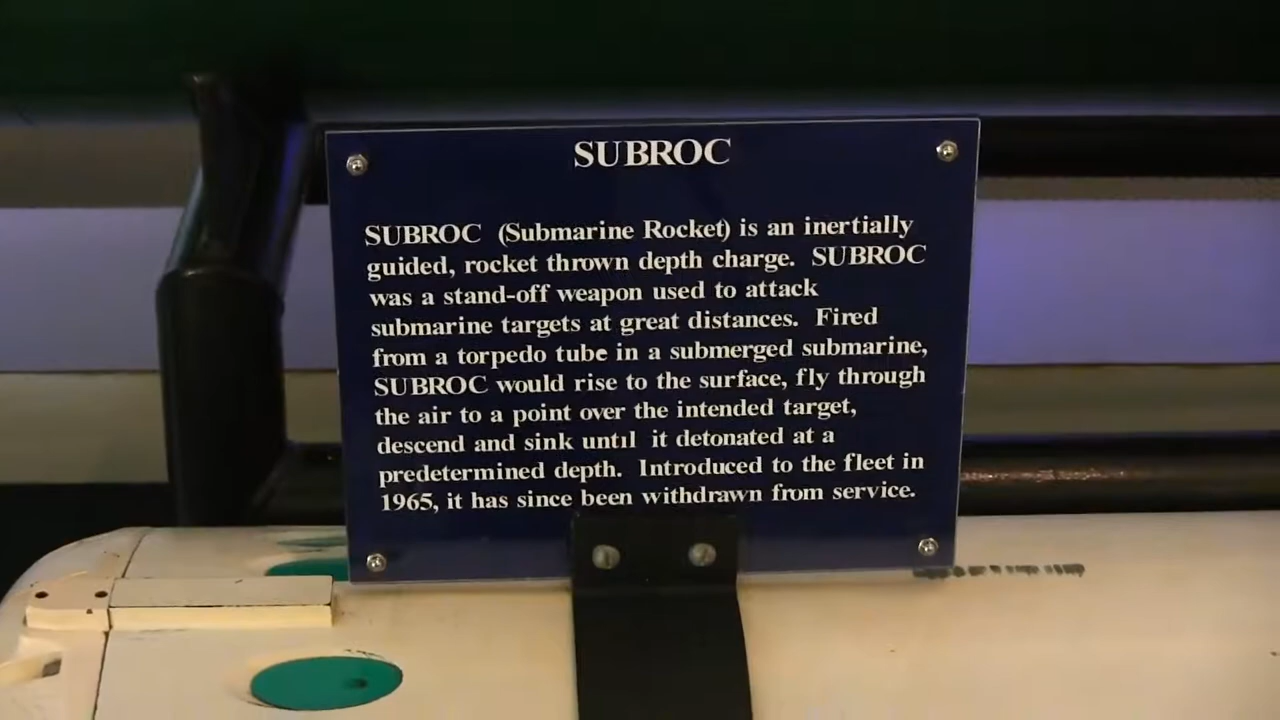 SUBROC
SUBROC (Submarine Rocket) is an inertially
guided, rocket thrown depth charge. SUBROC
was a stand-off weapon used to attack
submarine targets at great distances. Fired
from a torpedo tube in a submerged submarine,
SUBROC would rise to the surface, fly through
the air to a point over the intended target,
descend and sink until it detonated at a
predetermined depth. Introduced to the fleet in
1965, it has since been withdrawn from service.